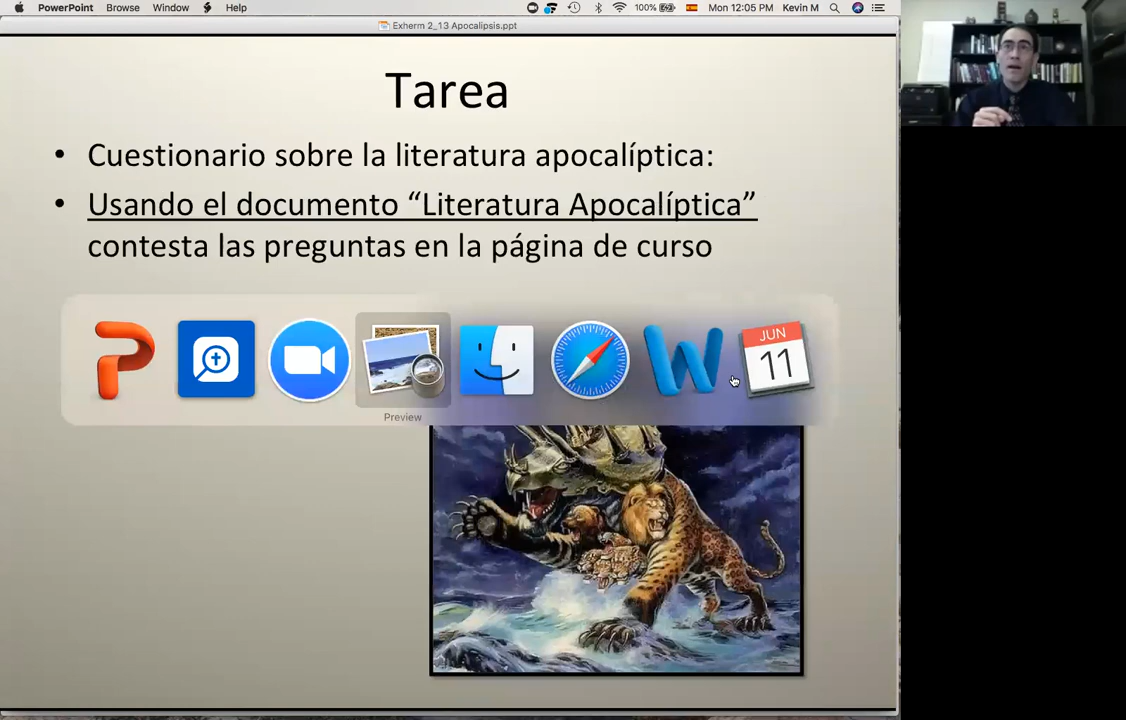 PowerPoint Browse Window Help 100% Mon 12:05 PM Kevin M
Exherm 2_13 Apocalipsis.ppt
Tarea
• Cuestionario sobre la literatura apocalíptica:
• Usando el documento “Literatura Apocalíptica”
contesta las preguntas en la página de curso
JUN
11
Preview